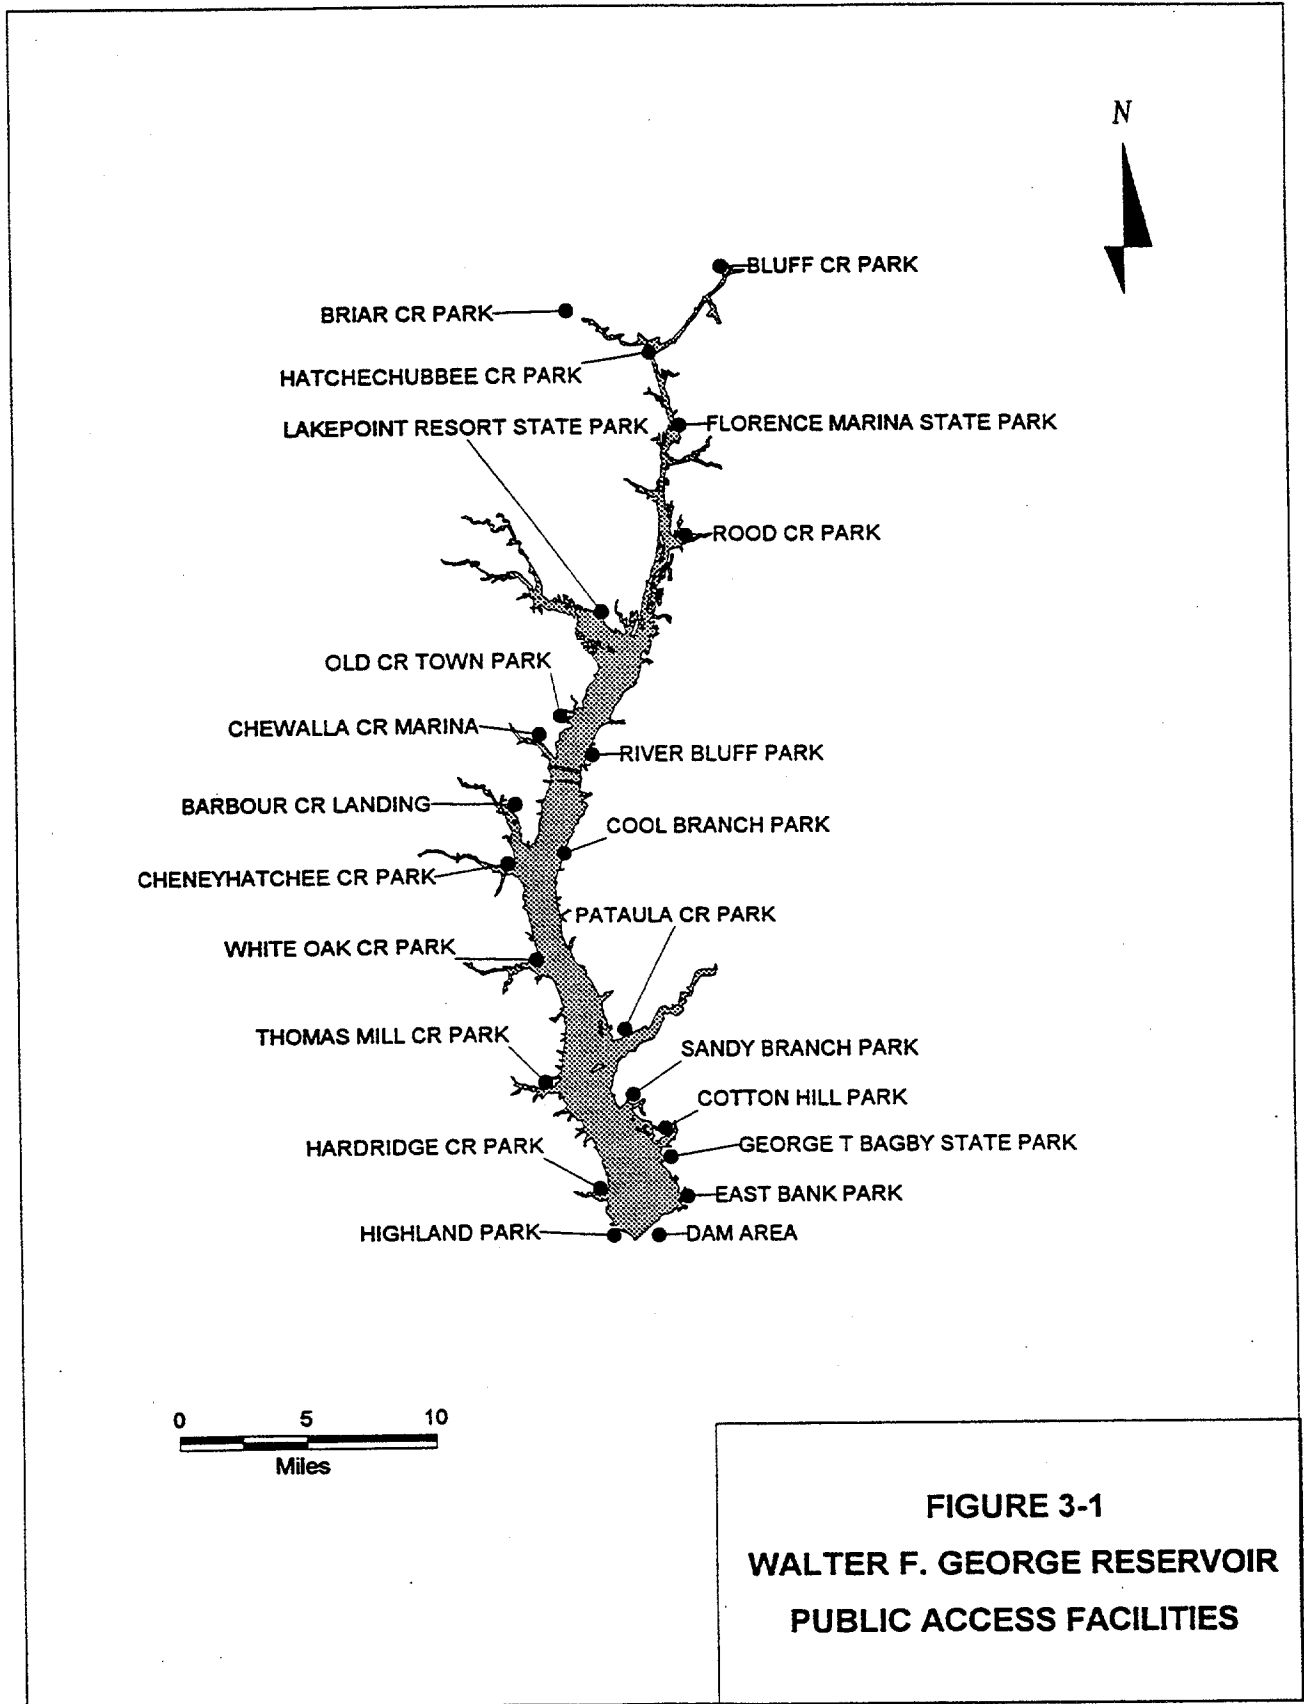 N
BLUFF CR PARK
BRIAR CR PARK
HATCHECHUBBEE CR PARK
LAKEPOINT RESORT STATE PARK
FLORENCE MARINA STATE PARK
ROOD CR PARK
OLD CR TOWN PARK
CHEWALLA CR MARINA
RIVER BLUFF PARK
BARBOUR CR LANDING
COOL BRANCH PARK
CHENEYHATCHEE CR PARK
PATAULA CR PARK
WHITE OAK CR PARK
THOMAS MILL CR PARK
SANDY BRANCH PARK
COTTON HILL PARK
HARDRIDGE CR PARK
GEORGE T BAGBY STATE PARK
EAST BANK PARK
HIGHLAND PARK
DAM AREA
0 5 10
Miles
FIGURE 3-1
WALTER F. GEORGE RESERVOIR
PUBLIC ACCESS FACILITIES